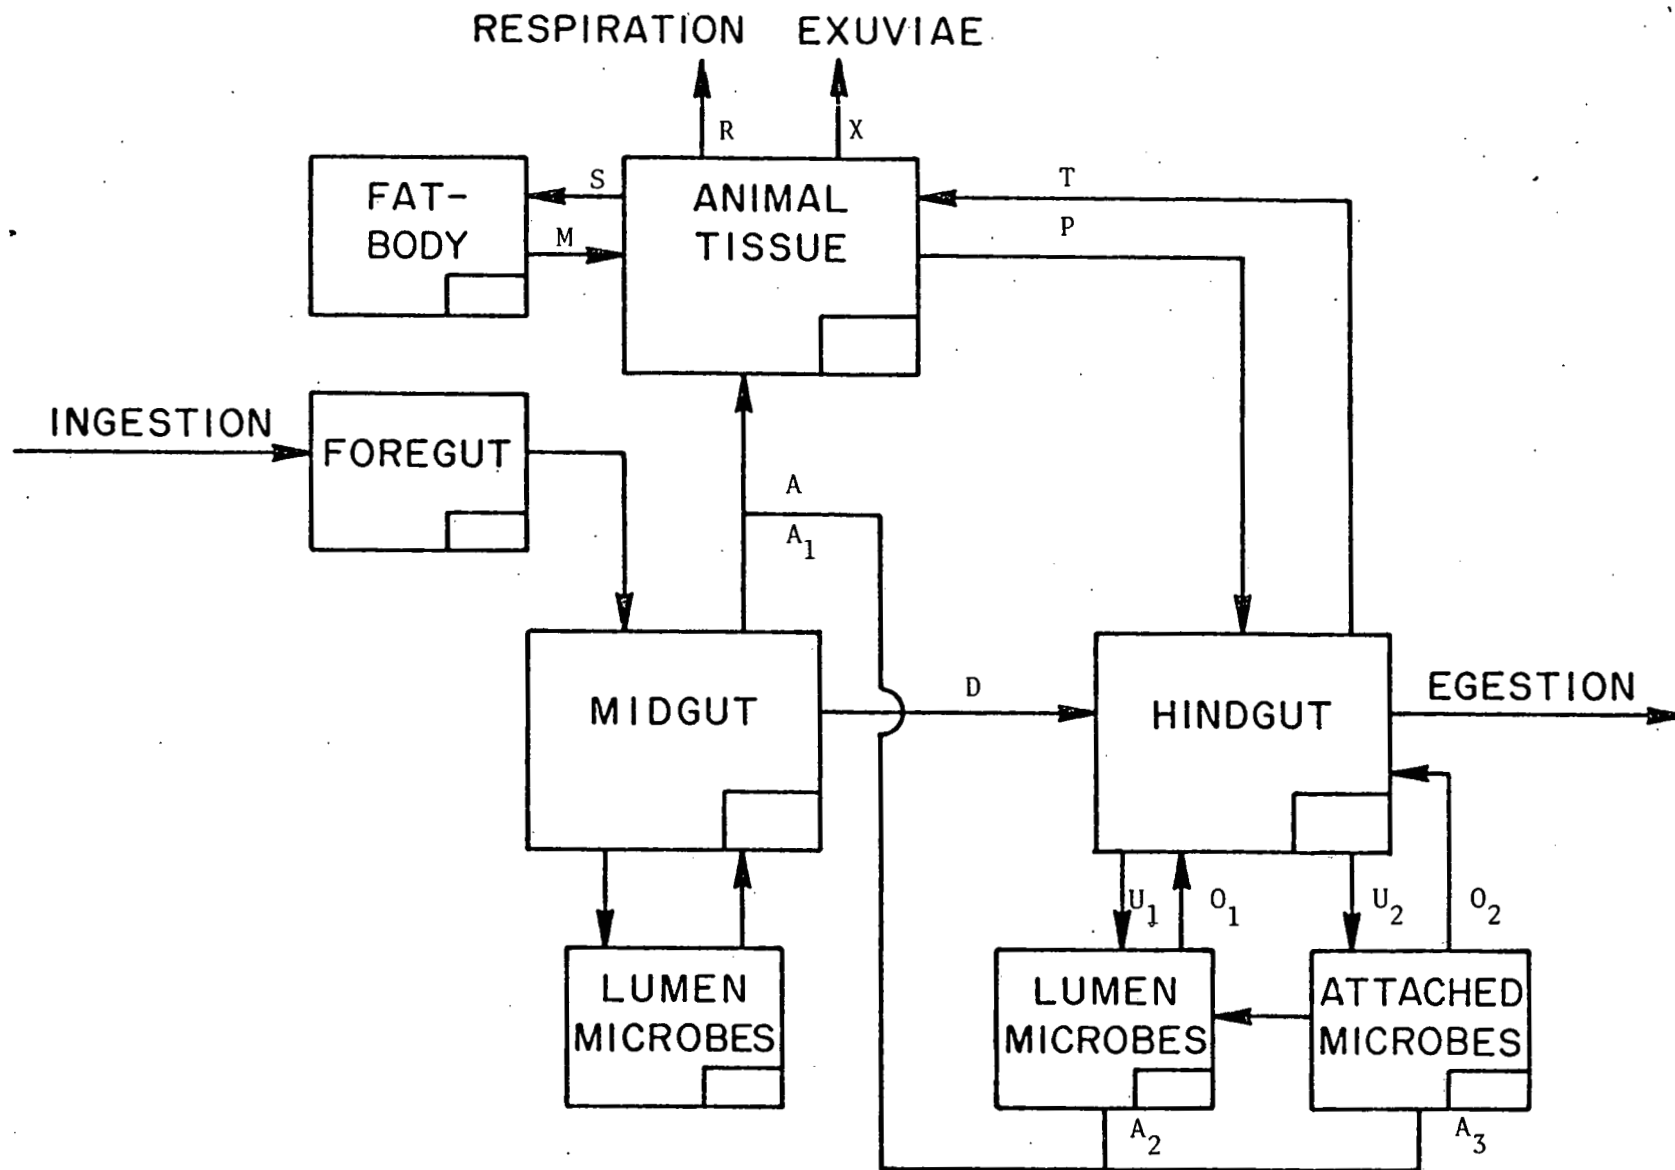 RESPIRATION EXUVIAE
R X
FAT-
BODY
S
M
ANIMAL
TISSUE
T
P
INGESTION
FOREGUT
A
A1
MIDGUT
D
HINDGUT
EGESTION
U1 O1 U2 O2
LUMEN
MICROBES
LUMEN
MICROBES
ATTACHED
MICROBES
A2 A3